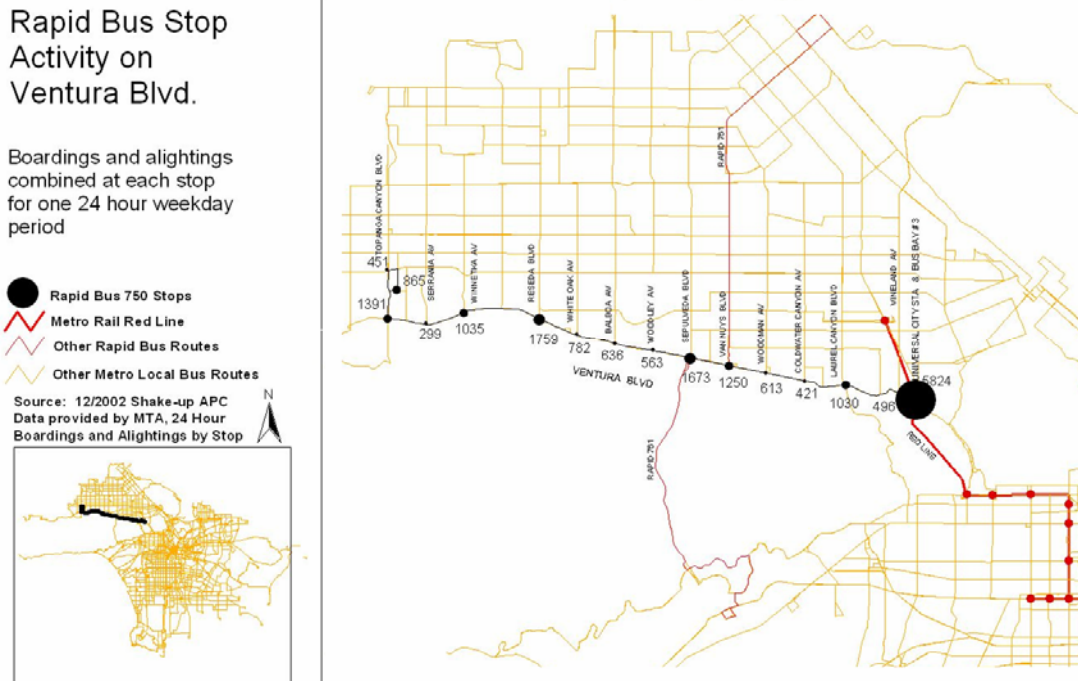 Rapid Bus Stop
Activity on
Ventura Blvd.
Boardings and alightings
combined at each stop
for one 24 hour weekday
period
Rapid Bus 750 Stops
Metro Rail Red Line
Other Rapid Bus Routes
Other Metro Local Bus Routes
Source: 12/2002 Shake-up APC
Data provided by MTA, 24 Hour
Boardings and Alightings by Stop
N
TOPANGA CANYON BLVD
451
865
1391
SERRANIA AV
299
WINNETKA AV
1035
RESEDA BLVD
1759
WHITE OAK AV
782
BALBOA AV
636
WOODLEY AV
563
SEPULVEDA BLVD
1673
VAN NUYS BLVD
1250
WOODMAN AV
613
COLDWATER CANYON AV
421
LAUREL CANYON BLVD
1030
VINELAND AV
496
UNIVERSAL CITY STA & BUS BAY #3
5824
VENTURA BLVD
RAPID 761
RAPID 761
RED LINE